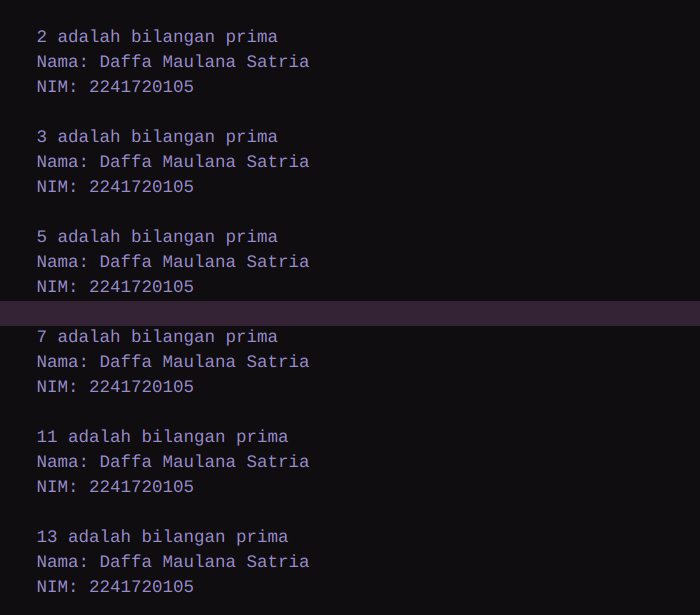 2 adalah bilangan prima
Nama: Daffa Maulana Satria
NIM: 2241720105
3 adalah bilangan prima
Nama: Daffa Maulana Satria
NIM: 2241720105
5 adalah bilangan prima
Nama: Daffa Maulana Satria
NIM: 2241720105
7 adalah bilangan prima
Nama: Daffa Maulana Satria
NIM: 2241720105
11 adalah bilangan prima
Nama: Daffa Maulana Satria
NIM: 2241720105
13 adalah bilangan prima
Nama: Daffa Maulana Satria
NIM: 2241720105